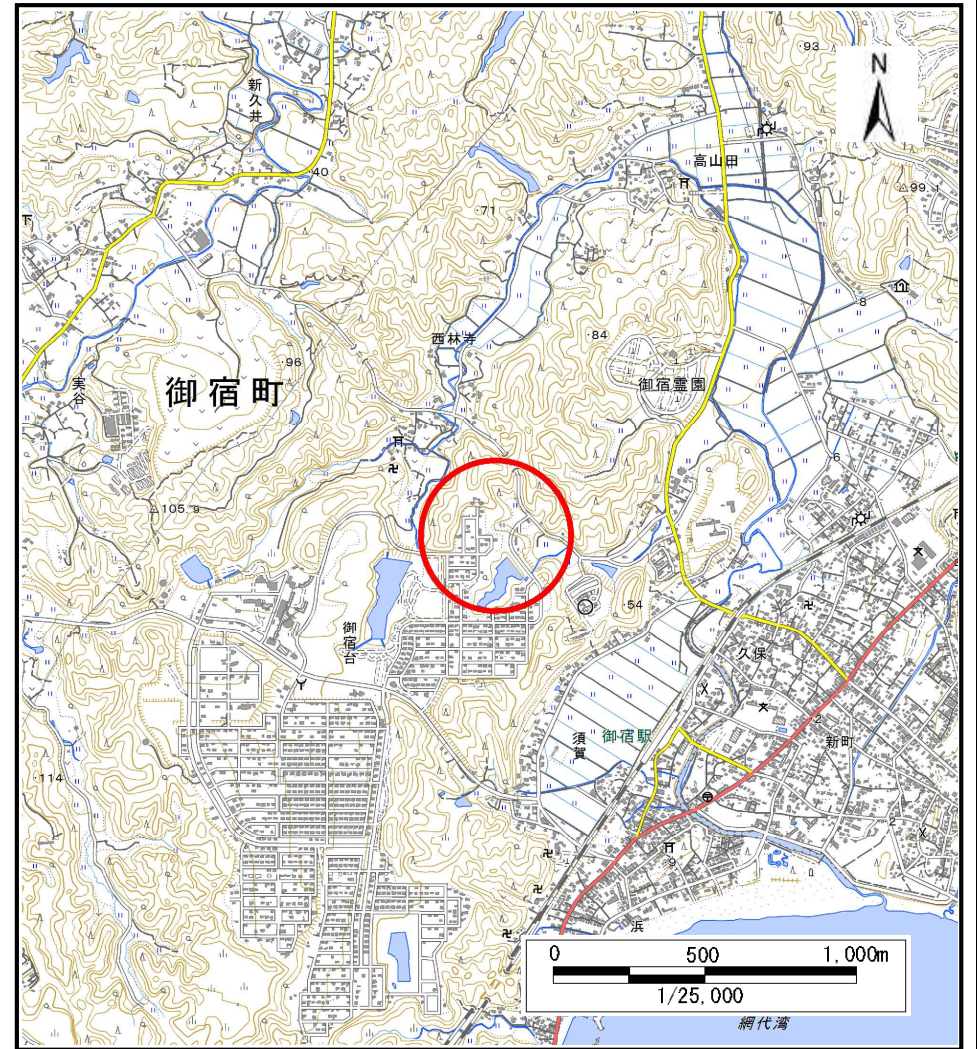 93
N
新久井
高山田
40
99.1
下
71
45
8
西林寺
84
96
御宿霊園
実谷
御宿町
6
105.9
54
御宿台
久保
2
須賀
御宿駅
新町
114
2
9
浜
0 500 1,000m
1/25,000
網代湾